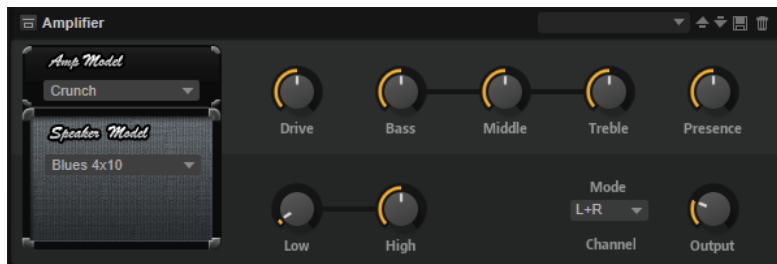 Amplifier
Amp Model
Crunch
Speaker Model
Blues 4x10
Drive Bass Middle Treble Presence
Mode
L+R
Low High Channel Output